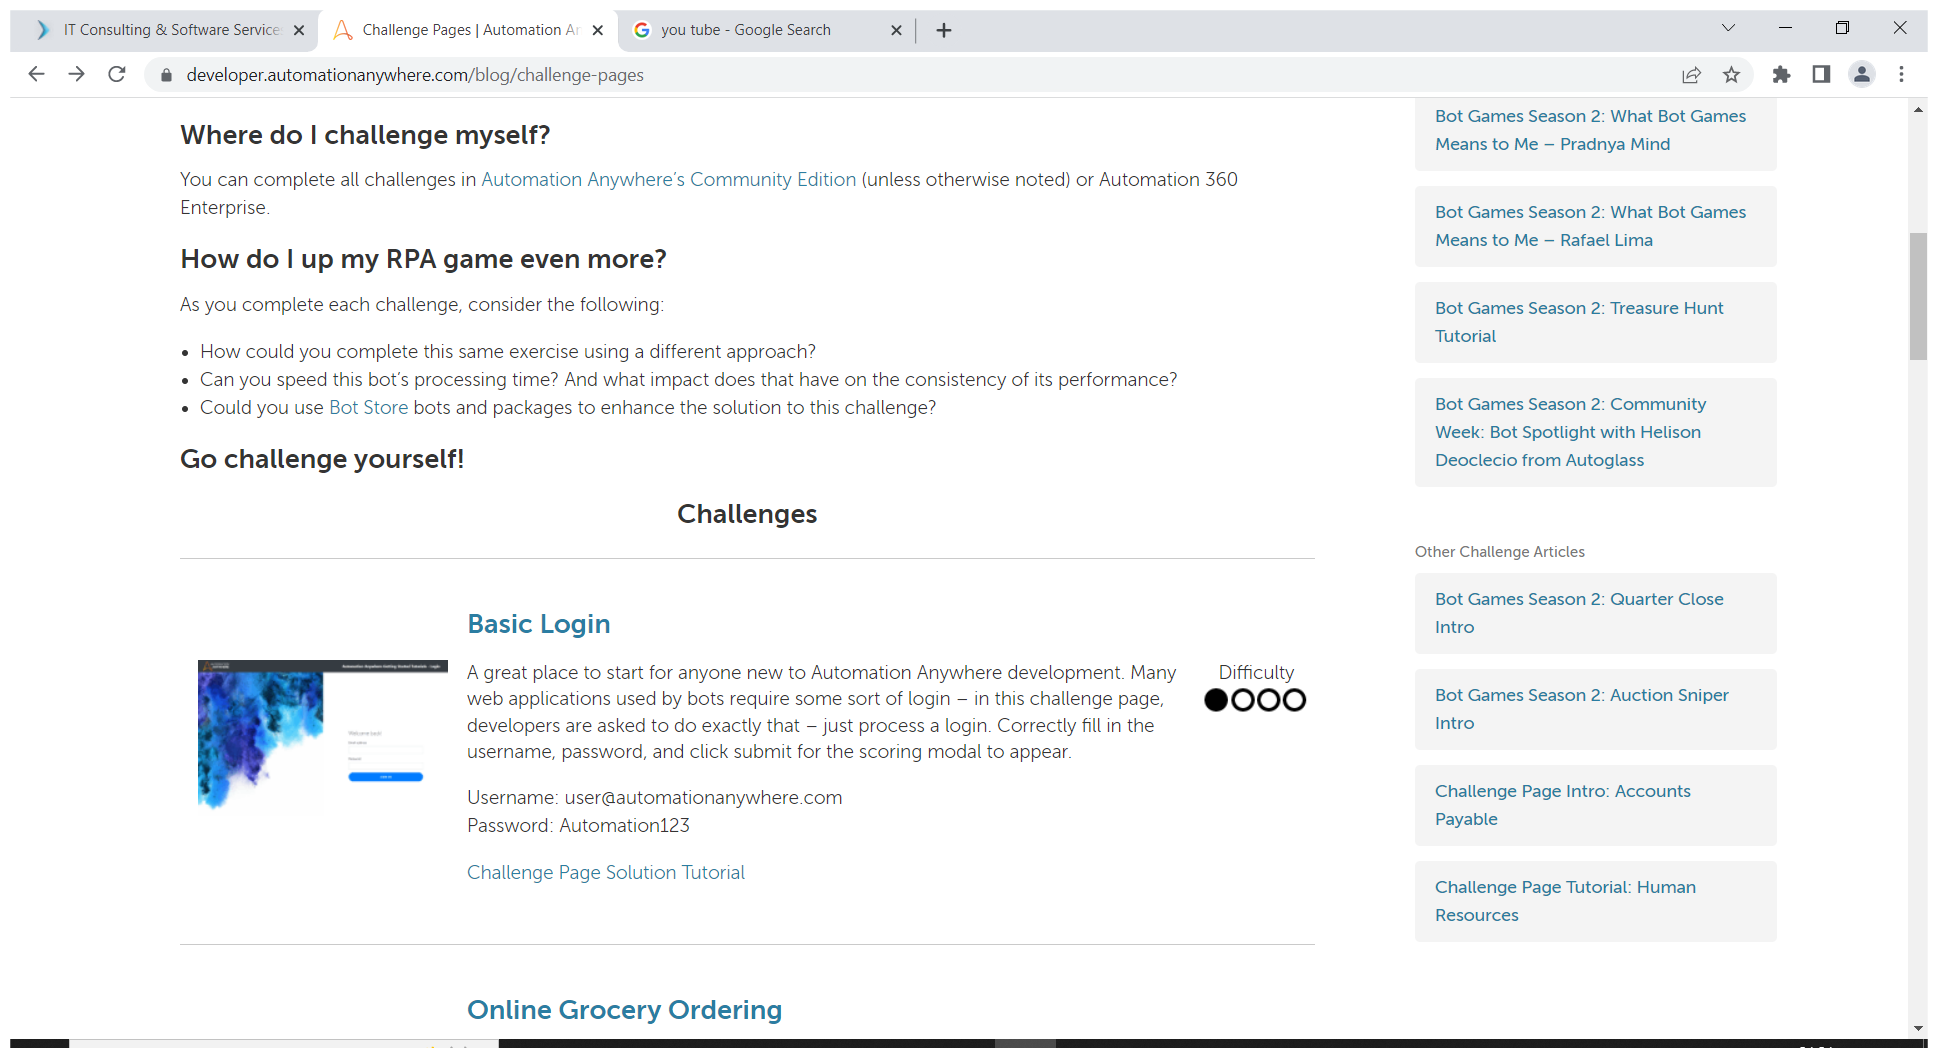 IT Consulting & Software Service
Challenge Pages | Automation Ar
you tube - Google Search
developer.automationanywhere.com/blog/challenge-pages
Where do I challenge myself?
You can complete all challenges in Automation Anywhere's Community Edition (unless otherwise noted) or Automation 360
Enterprise.
How do I up my RPA game even more?
As you complete each challenge, consider the following:
• How could you complete this same exercise using a different approach?
• Can you speed this bot's processing time? And what impact does that have on the consistency of its performance?
• Could you use Bot Store bots and packages to enhance the solution to this challenge?
Go challenge yourself!
Challenges
Basic Login
A great place to start for anyone new to Automation Anywhere development. Many
web applications used by bots require some sort of login – in this challenge page,
developers are asked to do exactly that – just process a login. Correctly fill in the
username, password, and click submit for the scoring modal to appear.
Difficulty
Username: user@automationanywhere.com
Password: Automation123
Challenge Page Solution Tutorial
Online Grocery Ordering
Bot Games Season 2: What Bot Games
Means to Me – Pradnya Mind
Bot Games Season 2: What Bot Games
Means to Me – Rafael Lima
Bot Games Season 2: Treasure Hunt
Tutorial
Bot Games Season 2: Community
Week: Bot Spotlight with Helison
Deoclecio from Autoglass
Other Challenge Articles
Bot Games Season 2: Quarter Close
Intro
Bot Games Season 2: Auction Sniper
Intro
Challenge Page Intro: Accounts
Payable
Challenge Page Tutorial: Human
Resources